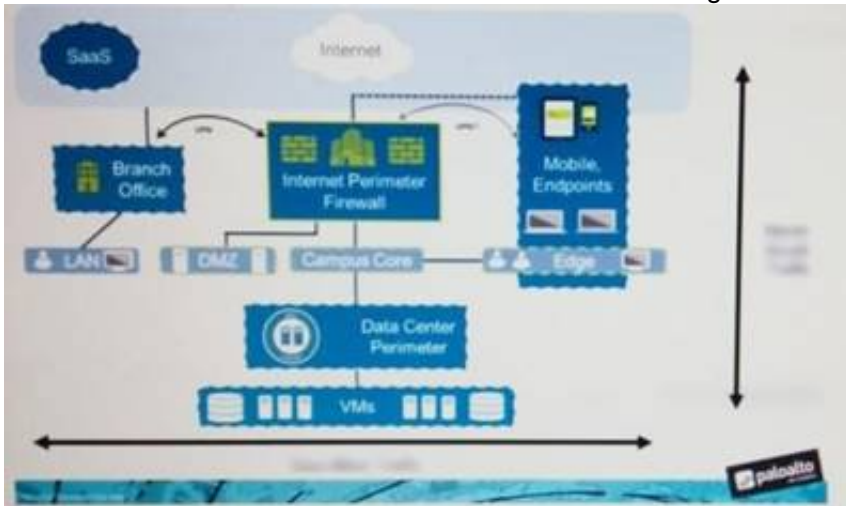 SaaS
Internet
VPN
Branch
Office
Internet Perimeter
Firewall
Mobile,
Endpoints
LAN
DMZ
Campus Core
Edge
Data Center
Perimeter
VMs
paloalto